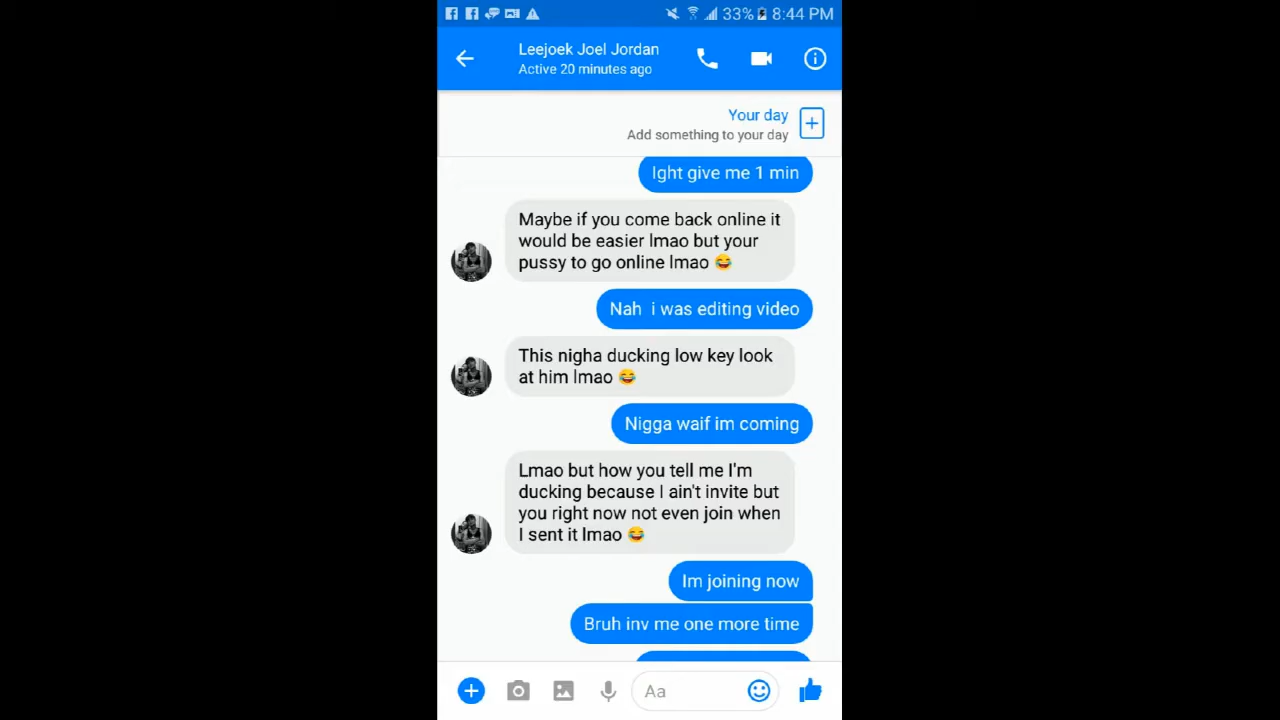 33% 8:44 PM
Leejoek Joel Jordan
Active 20 minutes ago
Your day
Add something to your day
Ight give me 1 min
Maybe if you come back online it
would be easier lmao but your
pussy to go online lmao 😂
Nah i was editing video
This nigha ducking low key look
at him lmao 😂
Nigga waif im coming
Lmao but how you tell me I'm
ducking because I ain't invite but
you right now not even join when
I sent it lmao 😂
Im joining now
Bruh inv me one more time
Aa